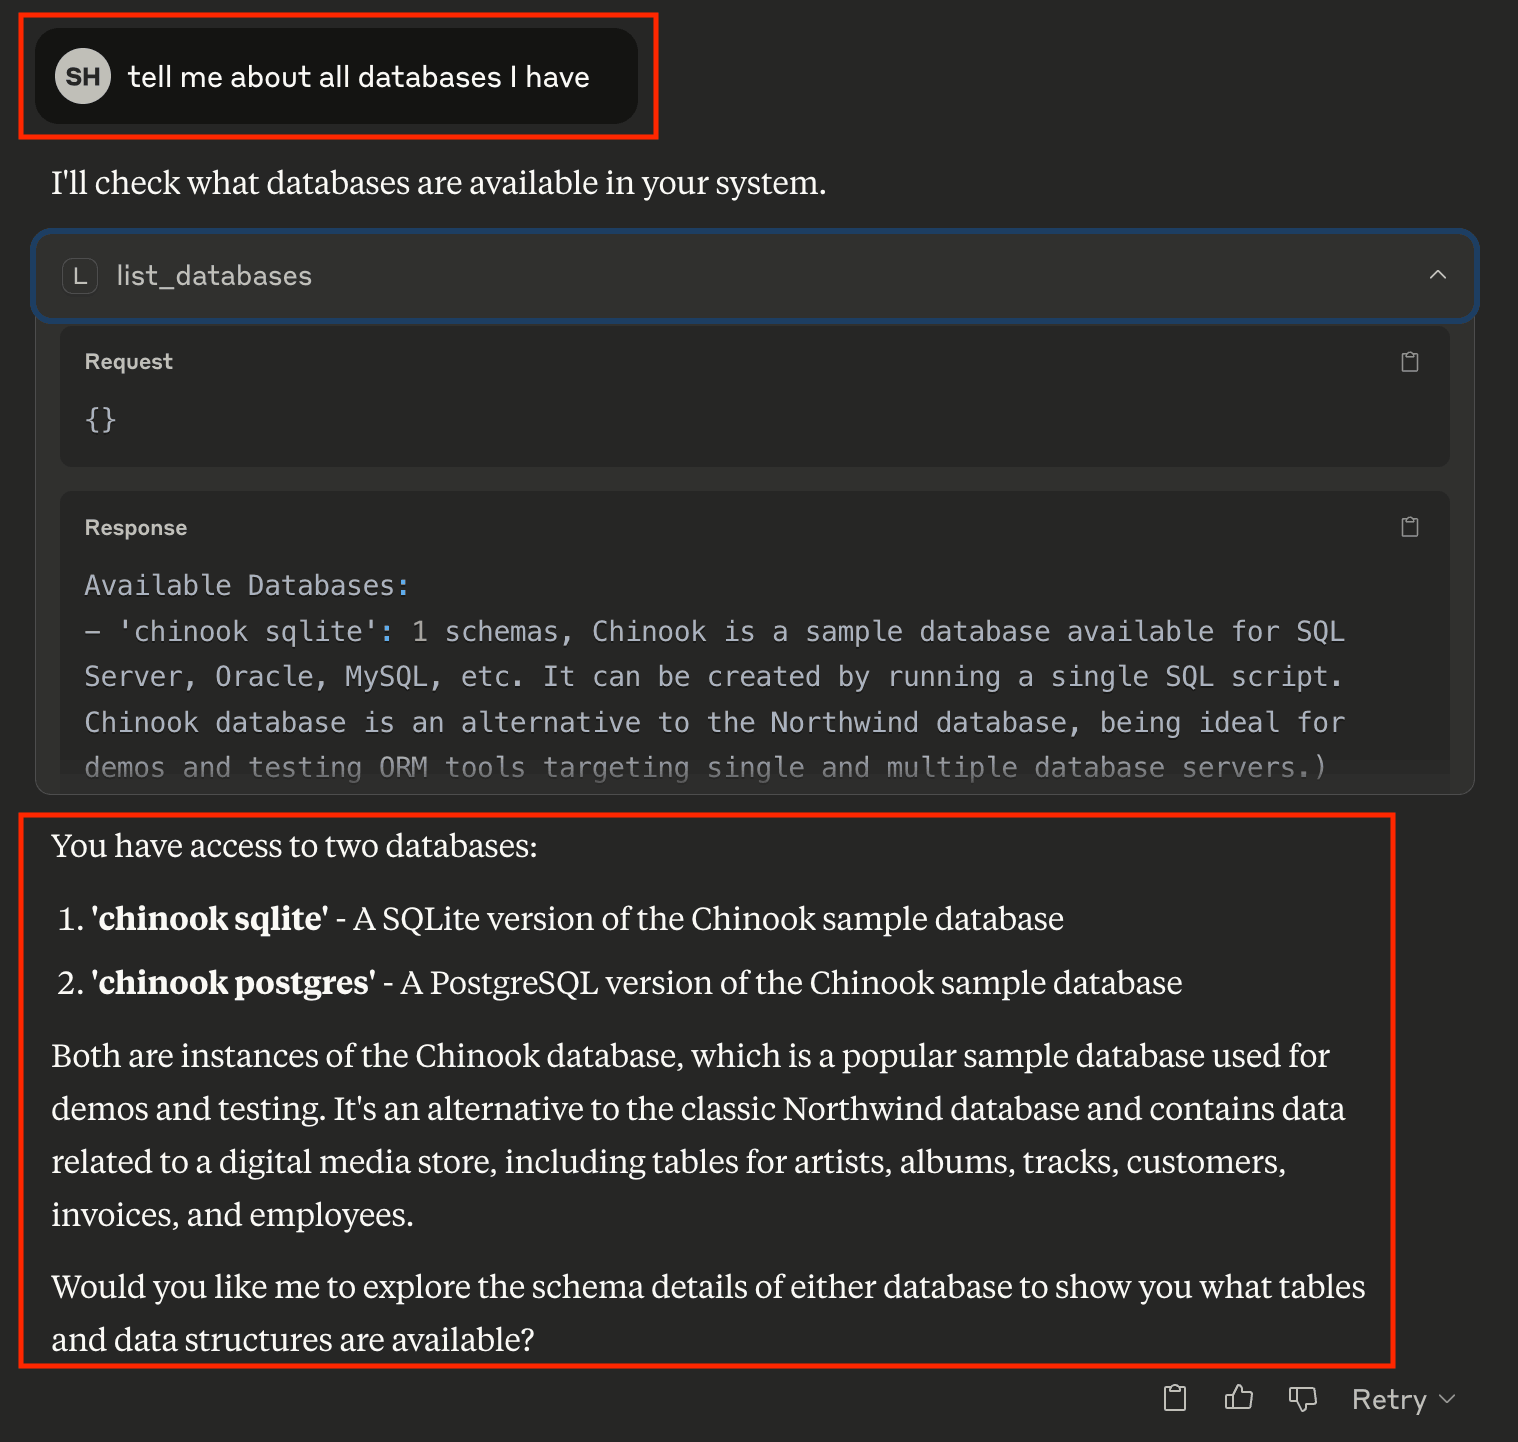 SH tell me about all databases I have
I'll check what databases are available in your system.
L list_databases
Request
{}
Response
Available Databases:
– 'chinook sqlite': 1 schemas, Chinook is a sample database available for SQL
Server, Oracle, MySQL, etc. It can be created by running a single SQL script.
Chinook database is an alternative to the Northwind database, being ideal for
demos and testing ORM tools targeting single and multiple database servers.)
You have access to two databases:
1. 'chinook sqlite' - A SQLite version of the Chinook sample database
2. 'chinook postgres' - A PostgreSQL version of the Chinook sample database
Both are instances of the Chinook database, which is a popular sample database used for
demos and testing. It's an alternative to the classic Northwind database and contains data
related to a digital media store, including tables for artists, albums, tracks, customers,
invoices, and employees.
Would you like me to explore the schema details of either database to show you what tables
and data structures are available?
Retry